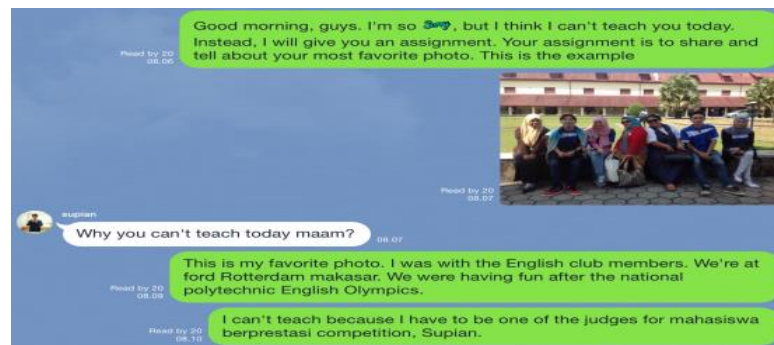 Good morning, guys. I'm so Sorry, but I think I can't teach you today.
Instead, I will give you an assignment. Your assignment is to share and
tell about your most favorite photo. This is the example
Read by 20
08.06
Read by 20
08.07
supian
Why you can't teach today maam?
08.07
This is my favorite photo. I was with the English club members. We're at
ford Rotterdam makasar. We were having fun after the national
polytechnic English Olympics.
Read by 20
08.09
I can't teach because I have to be one of the judges for mahasiswa
berprestasi competition, Supian.
Read by 20
08.10